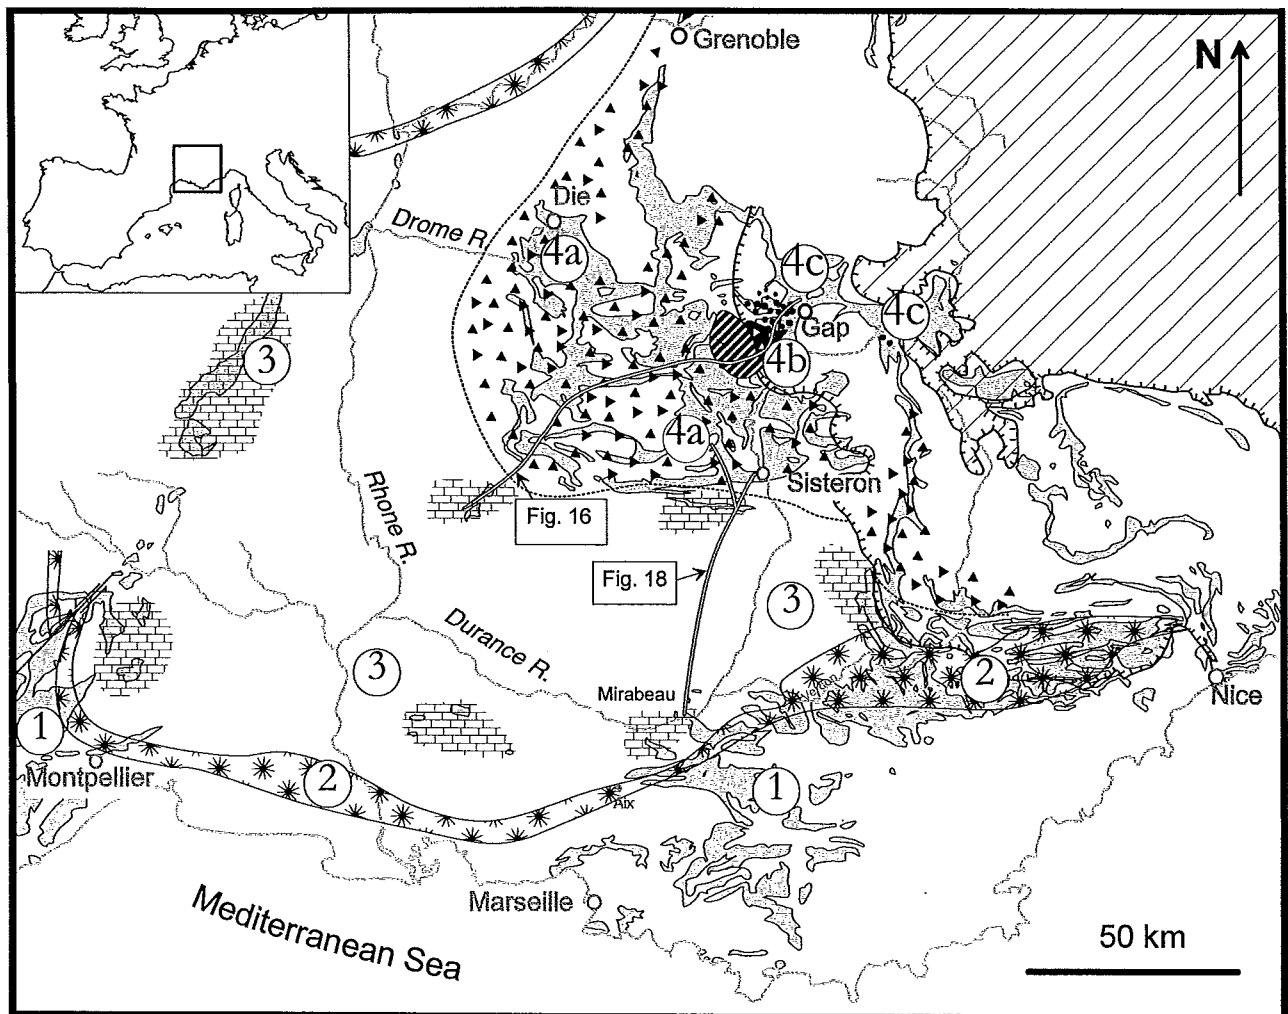 Grenoble
N
Die
Drome R.
4a
4c
4c
Gap
3
4b
4a
Sisteron
Rhone R.
Fig. 16
Fig. 18
3
Durance R.
3
2
Mirabeau
Nice
1
Montpellier
2
1
Aix
Marseille
50 km
Mediterranean Sea